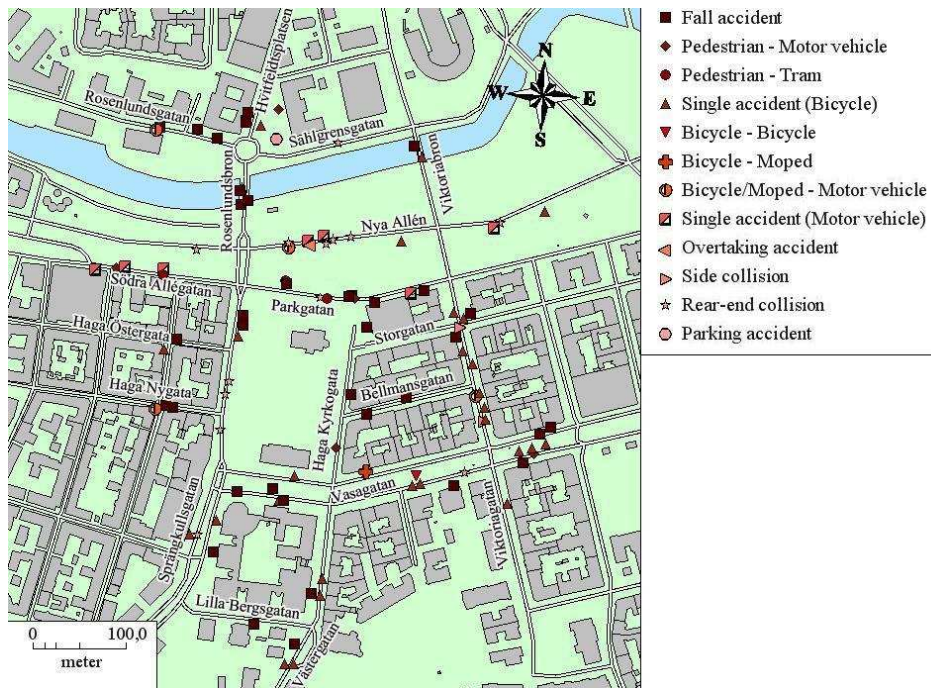 Rosenlundsgatan
Hvitfeldtsplatsen
Sahlgrensgatan
Rosenlundsbron
Viktoriabron
Nya Allén
Södra Allégatan
Parkgatan
Storgatan
Haga Östergata
Haga Nygata
Bellmansgatan
Haga Kyrkogata
Vasagatan
Sprängkullsgatan
Viktoriagatan
Lilla Bergsgatan
Västergatan
N
W
E
S
0 100,0
meter
Fall accident
Pedestrian - Motor vehicle
Pedestrian - Tram
Single accident (Bicycle)
Bicycle - Bicycle
Bicycle - Moped
Bicycle/Moped - Motor vehicle
Single accident (Motor vehicle)
Overtaking accident
Side collision
Rear-end collision
Parking accident